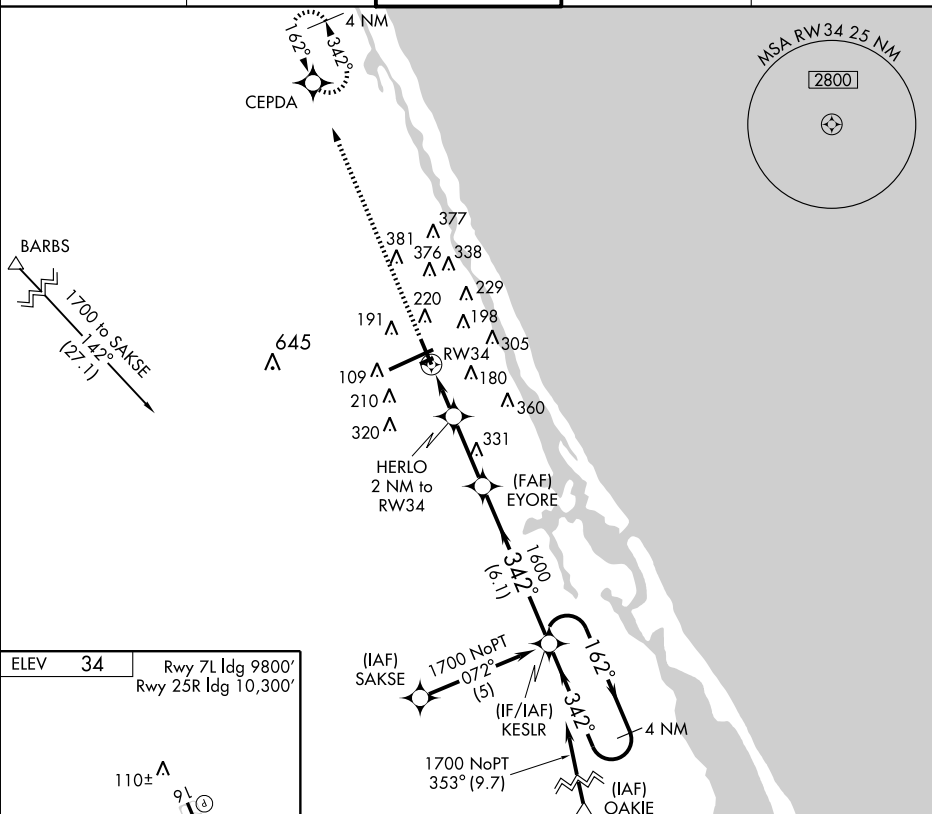 4 NM
162°
342°
CEPDA
MSA RW34 25 NM
2800
BARBS
1700 to SAKSE
142°
(27.1)
377
381
376
338
229
220
198
191
305
645
RW34
109
180
210
360
320
331
HERLO
2 NM to
RW34
(FAF)
EYORE
1600
342°
(6.1)
(IAF)
SAKSE
1700 NoPT
072°
(5)
(IF/IAF)
KESLR
162°
342°
4 NM
1700 NoPT
353° (9.7)
(IAF)
OAKIE
ELEV 34
Rwy 7L ldg 9800'
Rwy 25R ldg 10,300'
110±
16
P